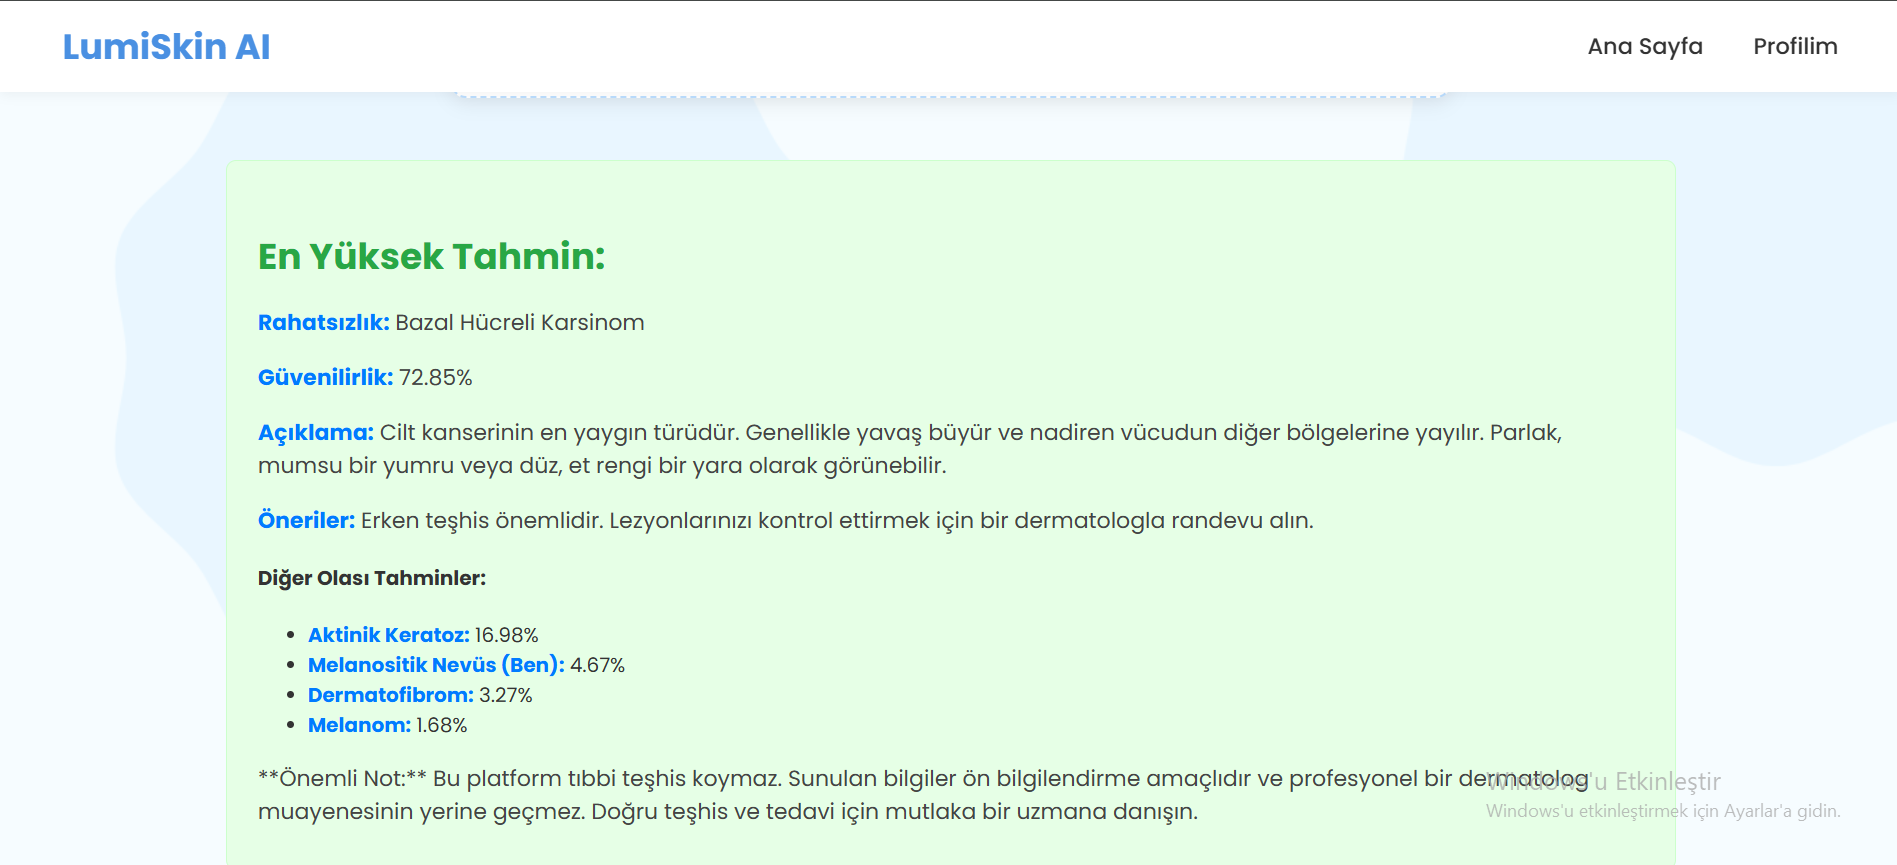 LumiSkin AI
Ana Sayfa
Profilim
En Yüksek Tahmin:
Rahatsızlık: Bazal Hücreli Karsinom
Güvenilirlik: 72.85%
Açıklama: Cilt kanserinin en yaygın türüdür. Genellikle yavaş büyür ve nadiren vücudun diğer bölgelerine yayılır. Parlak,
mumsu bir yumru veya düz, et rengi bir yara olarak görünebilir.
Öneriler: Erken teşhis önemlidir. Lezyonlarınızı kontrol ettirmek için bir dermatologla randevu alın.
Diğer Olası Tahminler:
Aktinik Keratoz: 16.98%
Melanositik Nevüs (Ben): 4.67%
Dermatofibrom: 3.27%
Melanom: 1.68%
**Önemli Not:** Bu platform tıbbi teşhis koymaz. Sunulan bilgiler ön bilgilendirme amaçlıdır ve profesyonel bir dermatolog
muayenesinin yerine geçmez. Doğru teşhis ve tedavi için mutlaka bir uzmana danışın.
Windows'u Etkinleştir
Windows'u etkinleştirmek için Ayarlar'a gidin.